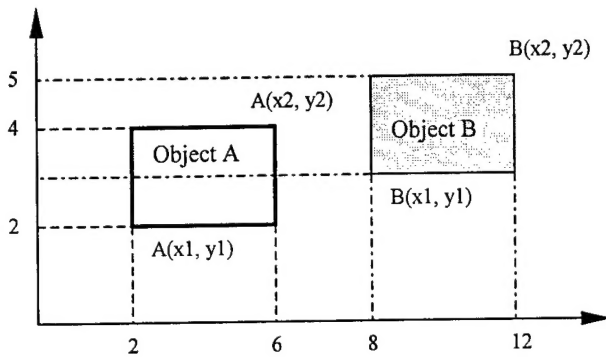 B(x2, y2)
5
A(x2, y2)
4
Object A
Object B
B(x1, y1)
2
A(x1, y1)
2
6
8
12